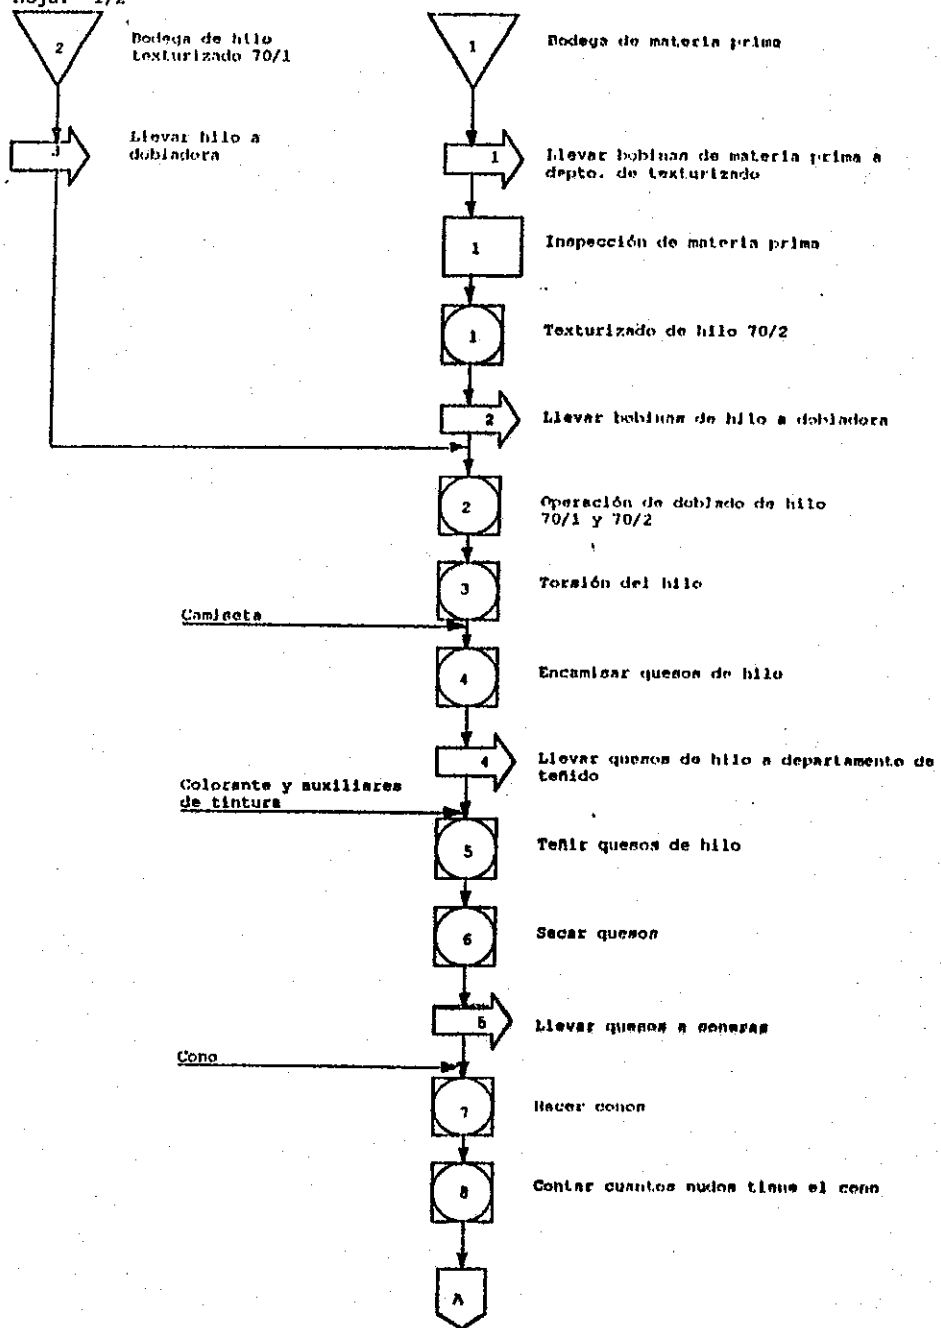 Hoja: 1/2
2
Bodega de hilo
texturizado 70/1
1
Bodega de materia prima
3
Llevar hilo a
dobladora
1
Llevar bobinas de materia prima a
depto. de texturizado
1
Inspección de materia prima
1
Texturizado de hilo 70/2
2
Llevar bobinas de hilo a dobladora
2
Operación de doblado de hilo
70/1 y 70/2
3
Torsión del hilo
Camiseta
4
Encamisar quesos de hilo
4
Llevar quesos de hilo a departamento de
teñido
Colorante y auxiliares
de tintura
5
Teñir quesos de hilo
6
Secar quesos
5
Llevar quesos a coneras
Cono
7
Hacer conos
8
Contar cuantos nudos tiene el cono
A